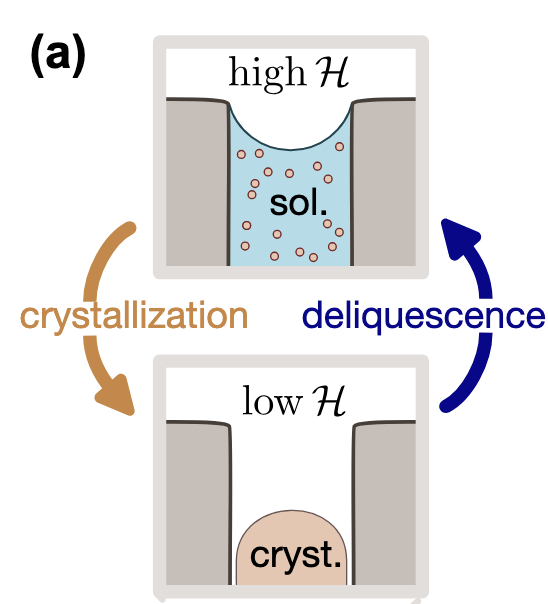 (a)
high ℋ
sol.
crystallization
deliquescence
low ℋ
cryst.